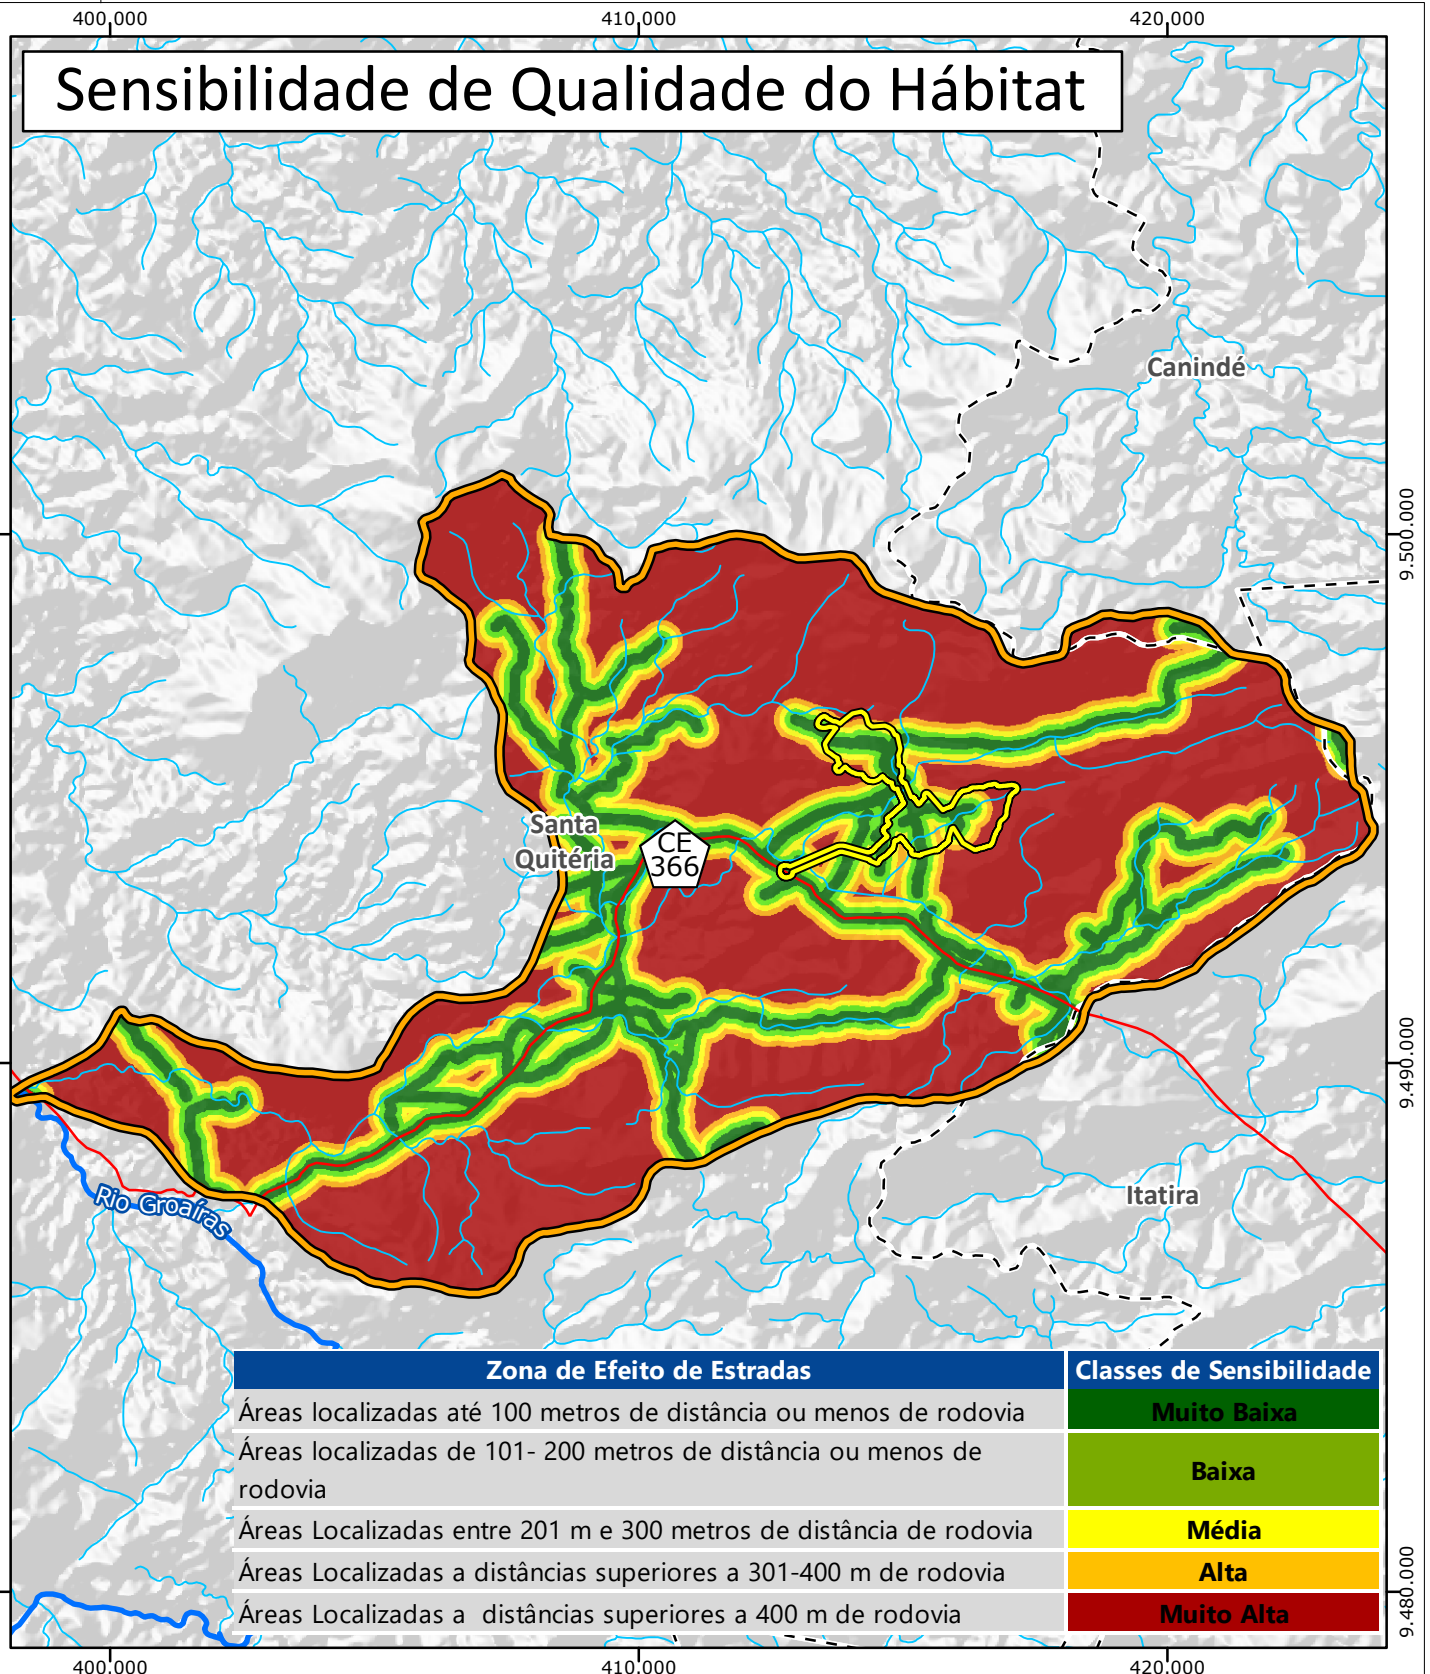 400.000 410.000 420.000
Sensibilidade de Qualidade do Hábitat
Canindé
9.500.000
Santa
Quitéria
CE
366
9.490.000
Rio Groaíras
Itatira
Zona de Efeito de Estradas Classes de Sensibilidade
Áreas localizadas até 100 metros de distância ou menos de rodovia Muito Baixa
Áreas localizadas de 101- 200 metros de distância ou menos de
rodovia
Baixa
Áreas Localizadas entre 201 m e 300 metros de distância de rodovia Média
Áreas Localizadas a distâncias superiores a 301-400 m de rodovia Alta
Áreas Localizadas a distâncias superiores a 400 m de rodovia Muito Alta
9.480.000
400.000 410.000 420.000